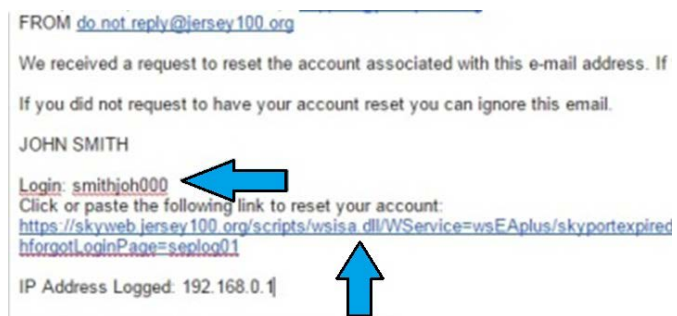 FROM do not reply@jersey100.org
We received a request to reset the account associated with this e-mail address. If
If you did not request to have your account reset you can ignore this email.
JOHN SMITH
Login: smithjoh000
Click or paste the following link to reset your account:
https://skyweb.jersey100.org/scripts/wsisa.dll/WService=wsEAplus/skyportexpired
hforgotLoginPage=seplog01
IP Address Logged: 192.168.0.1